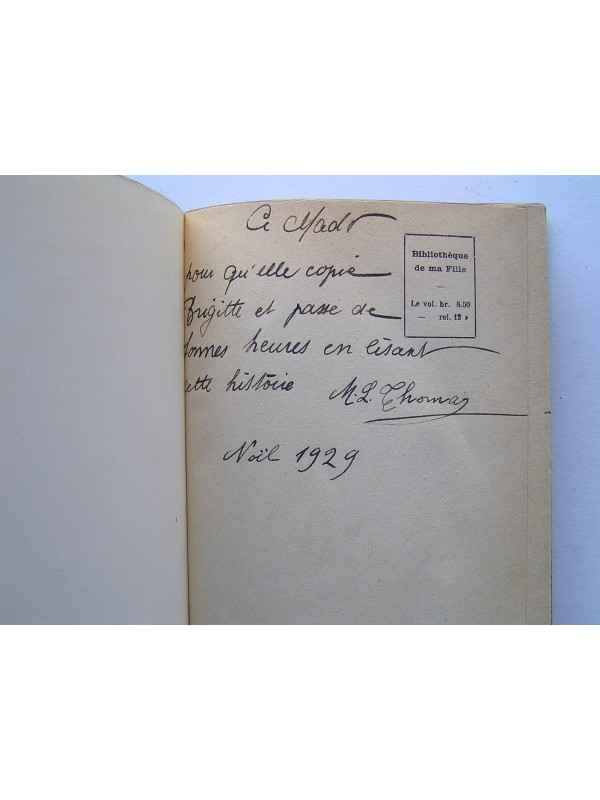 A Mado
pour qu'elle copie
Brigitte et passe de
bonnes heures en lisant
cette histoire M.L. Thomas
Noël 1929
Bibliothèque
de ma Fille
—
Le vol. br. 8.50
— rel. 12 »